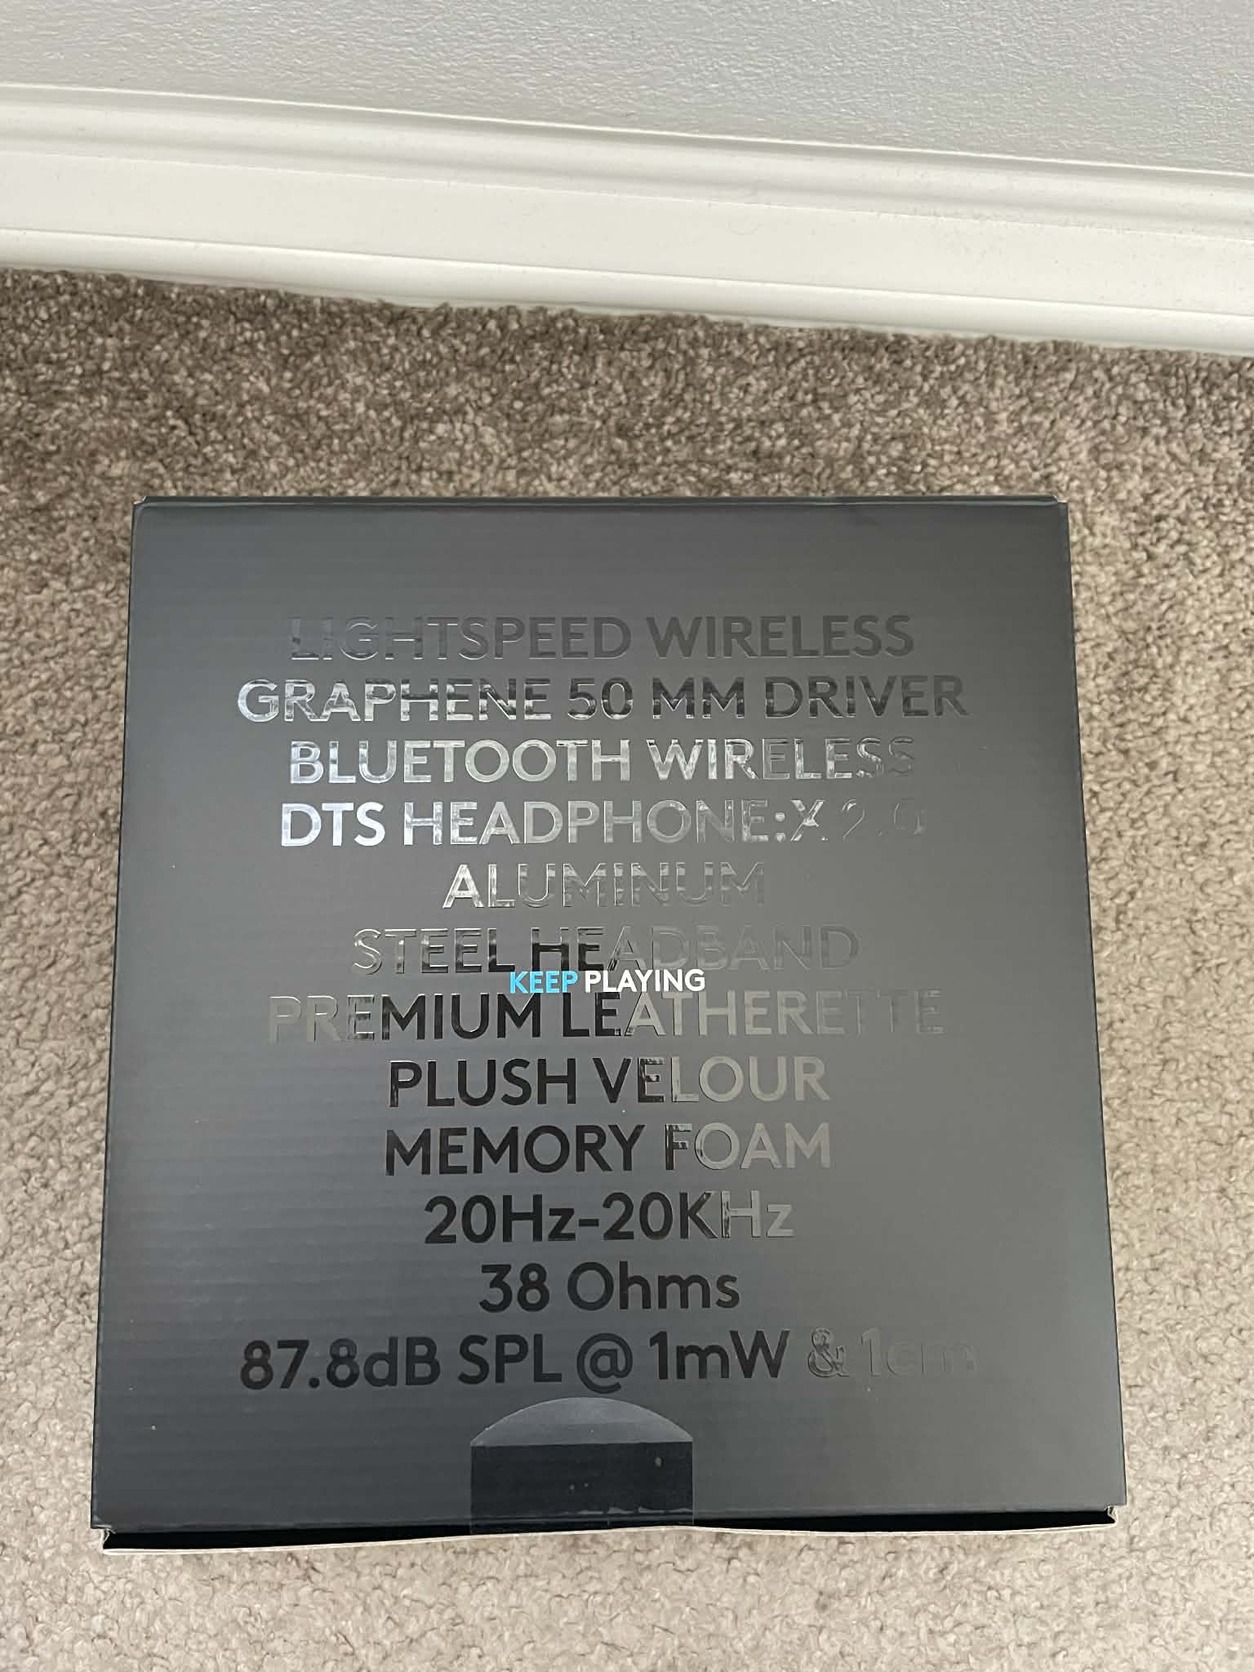 LIGHTSPEED WIRELESS
GRAPHENE 50 MM DRIVER
BLUETOOTH WIRELESS
DTS HEADPHONE:X 2.0
ALUMINUM
STEEL HEADBAND
KEEP PLAYING
PREMIUM LEATHERETTE
PLUSH VELOUR
MEMORY FOAM
20Hz-20KHz
38 Ohms
87.8dB SPL @ 1mW & 1cm